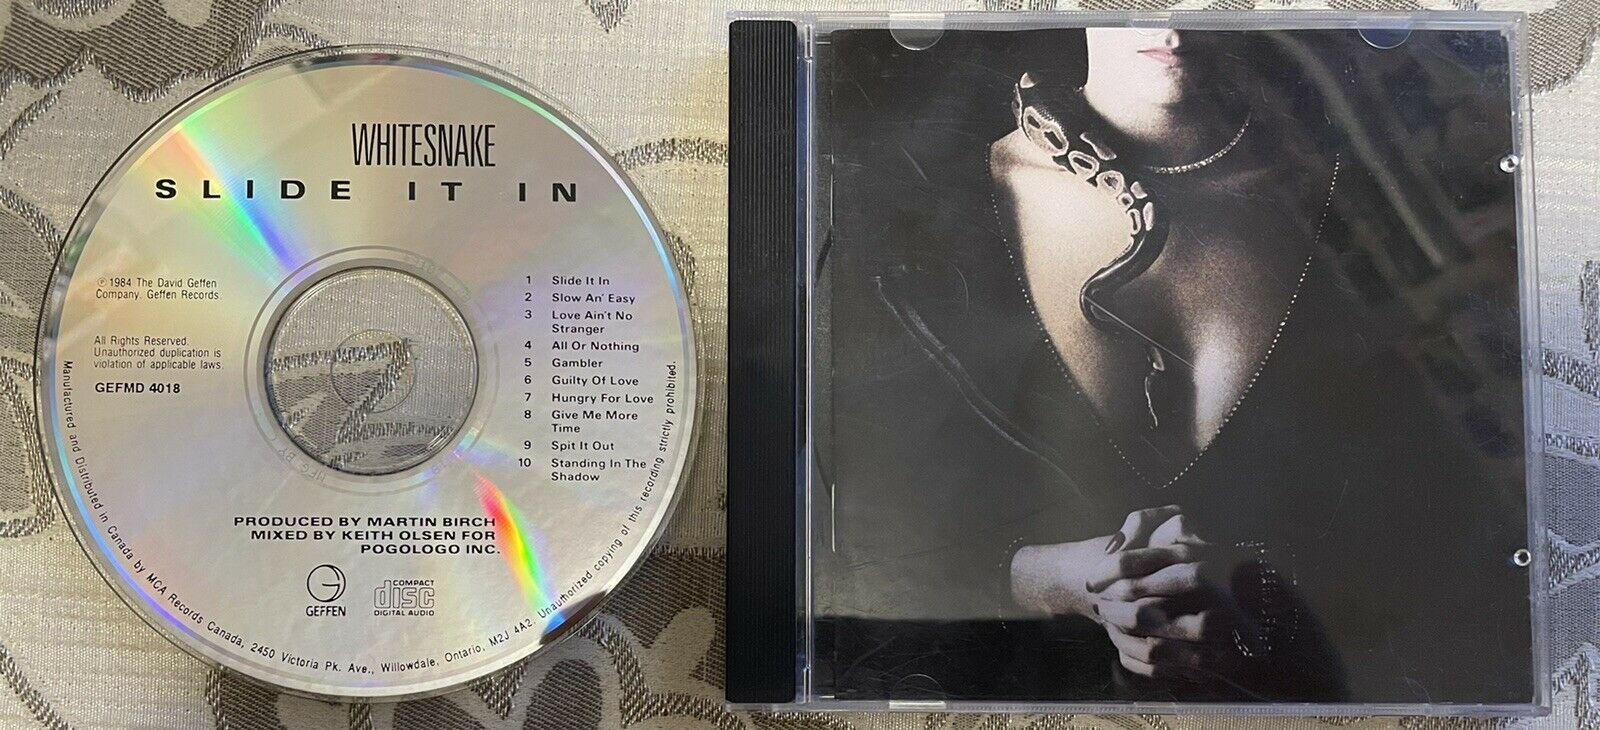 WHITESNAKE
SLIDE IT IN
℗ 1984 The David Geffen
Company. Geffen Records.
All Rights Reserved.
Unauthorized duplication is
violation of applicable laws.
GEFMD 4018
1 Slide It In
2 Slow An' Easy
3 Love Ain't No
Stranger
4 All Or Nothing
5 Gambler
6 Guilty Of Love
7 Hungry For Love
8 Give Me More
Time
9 Spit It Out
10 Standing In The
Shadow
PRODUCED BY MARTIN BIRCH
MIXED BY KEITH OLSEN FOR
POGOLOGO INC.
GEFFEN
COMPACT
disc
DIGITAL AUDIO
Manufactured and Distributed in Canada by MCA Records Canada, 2450 Victoria Pk. Ave., Willowdale, Ontario, M2J 4A2. Unauthorized copying of this recording strictly prohibited.